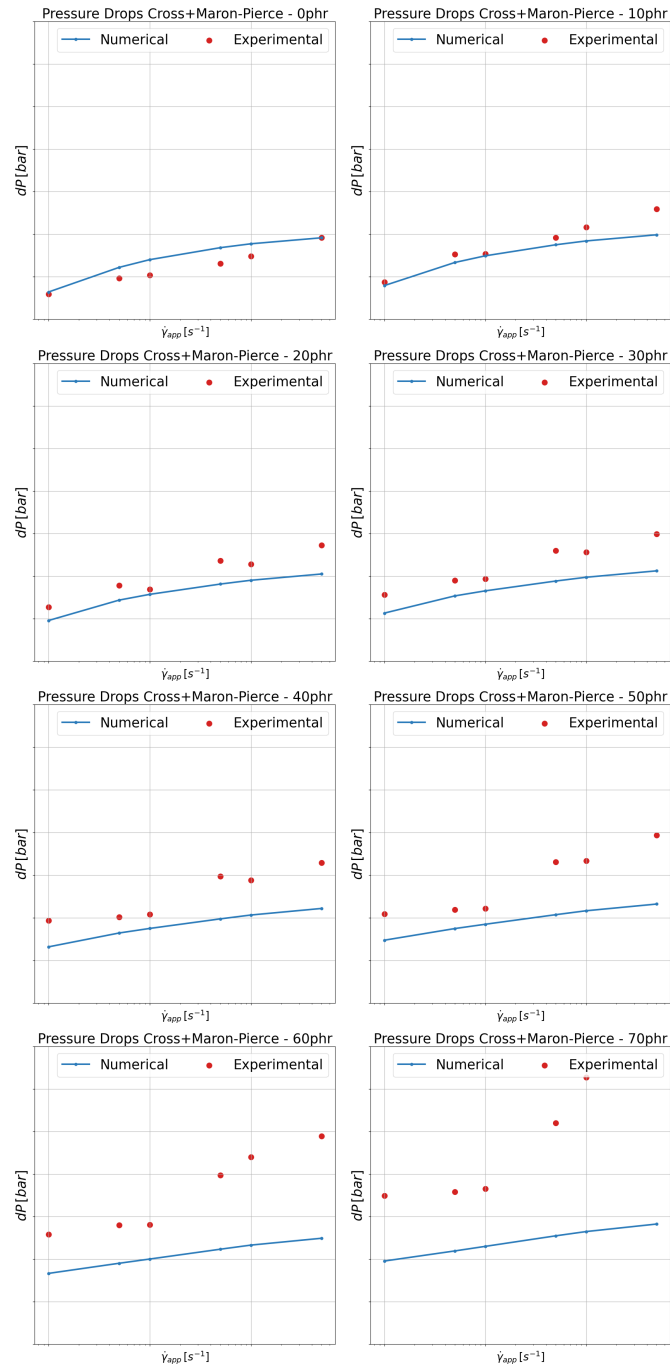 Pressure Drops Cross+Maron-Pierce - 0phr
Numerical
Experimental
dP [bar]
γ̇app [s⁻¹]
Pressure Drops Cross+Maron-Pierce - 10phr
Numerical
Experimental
dP [bar]
γ̇app [s⁻¹]
Pressure Drops Cross+Maron-Pierce - 20phr
Numerical
Experimental
dP [bar]
γ̇app [s⁻¹]
Pressure Drops Cross+Maron-Pierce - 30phr
Numerical
Experimental
dP [bar]
γ̇app [s⁻¹]
Pressure Drops Cross+Maron-Pierce - 40phr
Numerical
Experimental
dP [bar]
γ̇app [s⁻¹]
Pressure Drops Cross+Maron-Pierce - 50phr
Numerical
Experimental
dP [bar]
γ̇app [s⁻¹]
Pressure Drops Cross+Maron-Pierce - 60phr
Numerical
Experimental
dP [bar]
γ̇app [s⁻¹]
Pressure Drops Cross+Maron-Pierce - 70phr
Numerical
Experimental
dP [bar]
γ̇app [s⁻¹]